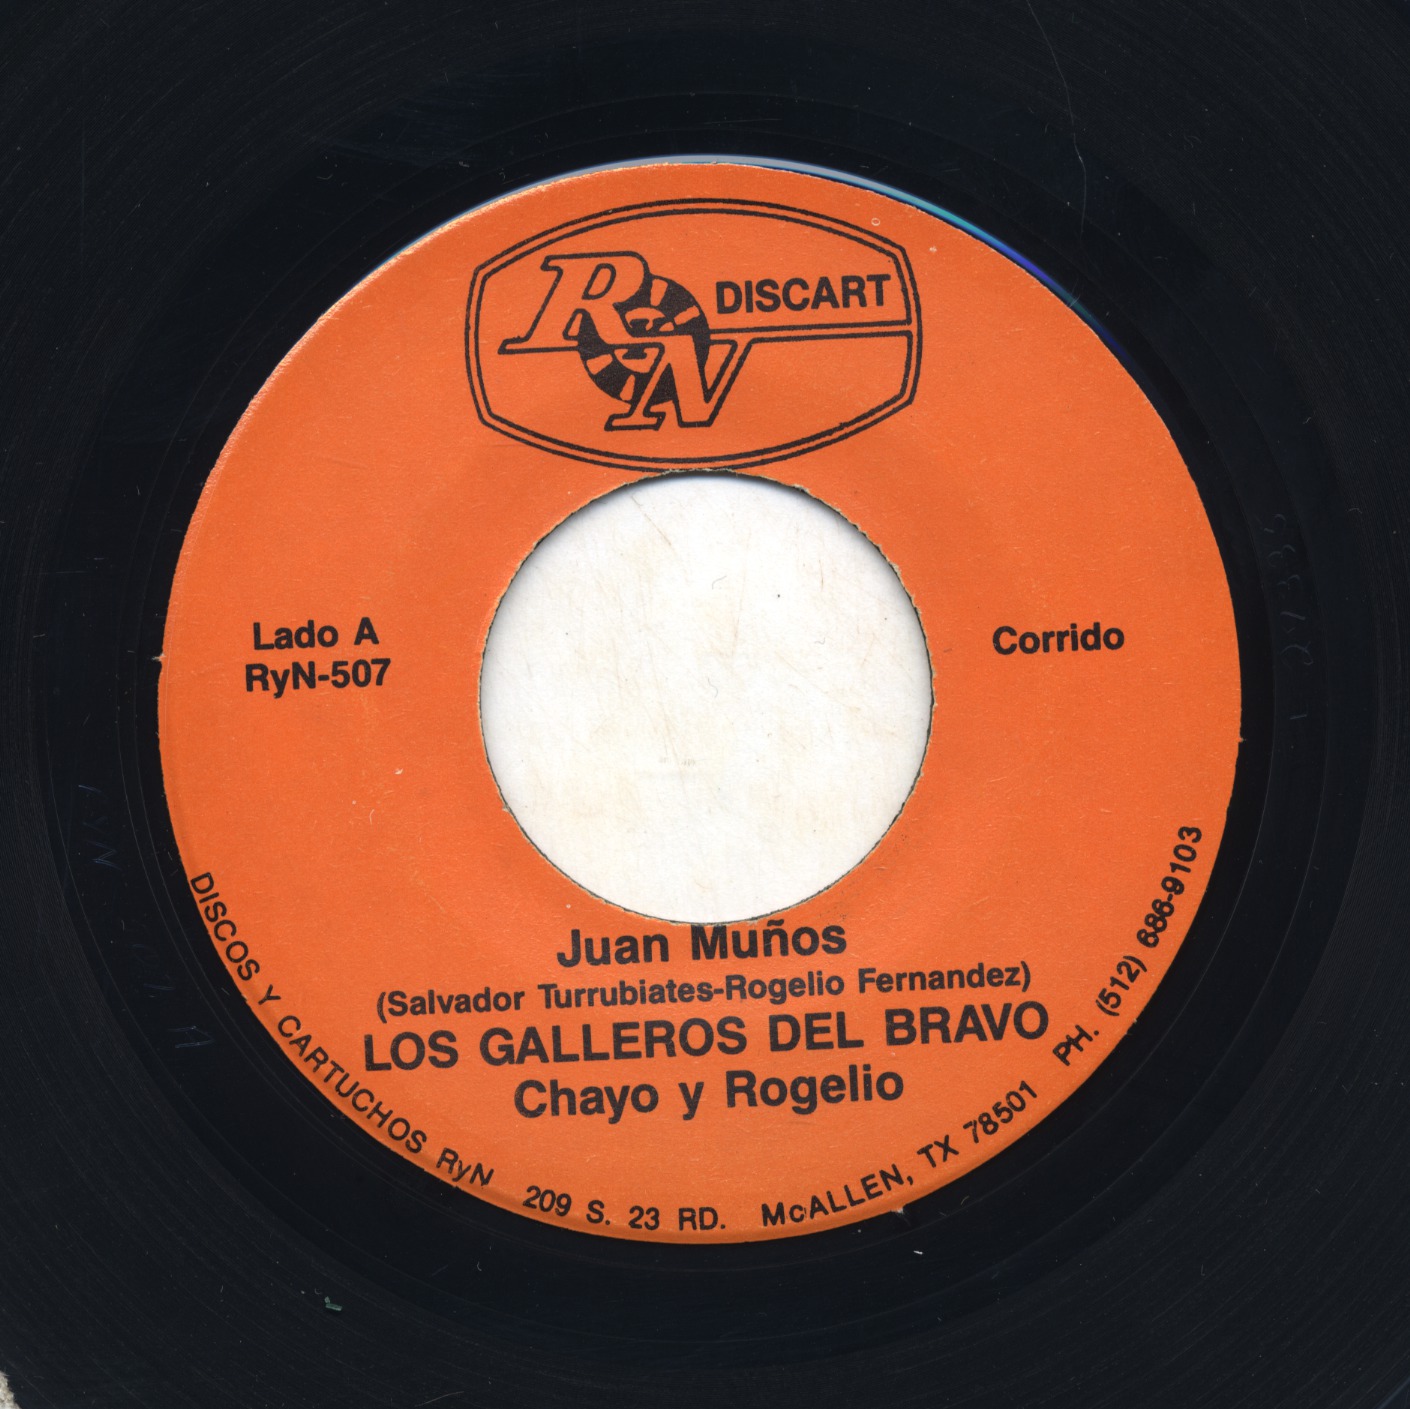 RN DISCART
Lado A
RyN-507
Corrido
Juan Muños
(Salvador Turrubiates-Rogelio Fernandez)
LOS GALLEROS DEL BRAVO
Chayo y Rogelio
DISCOS Y CARTUCHOS RyN 209 S. 23 RD. McALLEN, TX 78501 PH. (512) 686-9103